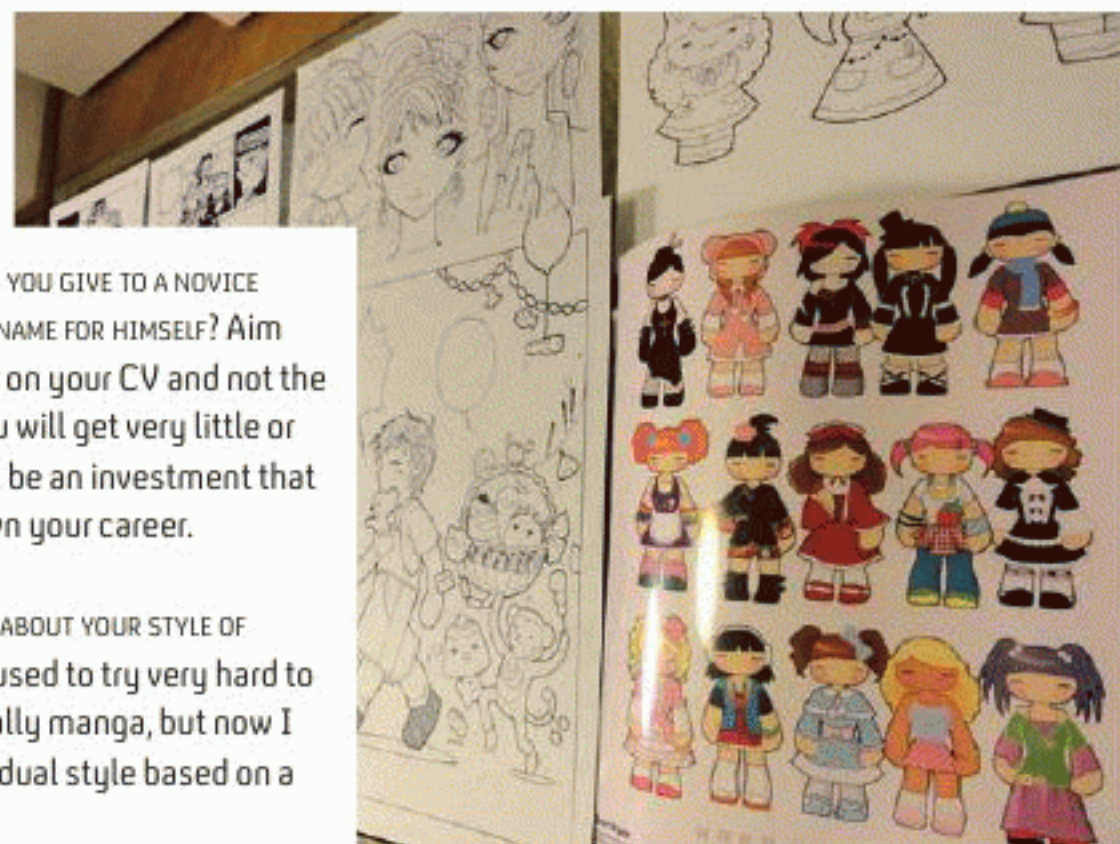 YOU GIVE TO A NOVICE
NAME FOR HIMSELF? Aim
on your CV and not the
u will get very little or
be an investment that
n your career.
ABOUT YOUR STYLE OF
used to try very hard to
ally manga, but now I
dual style based on a